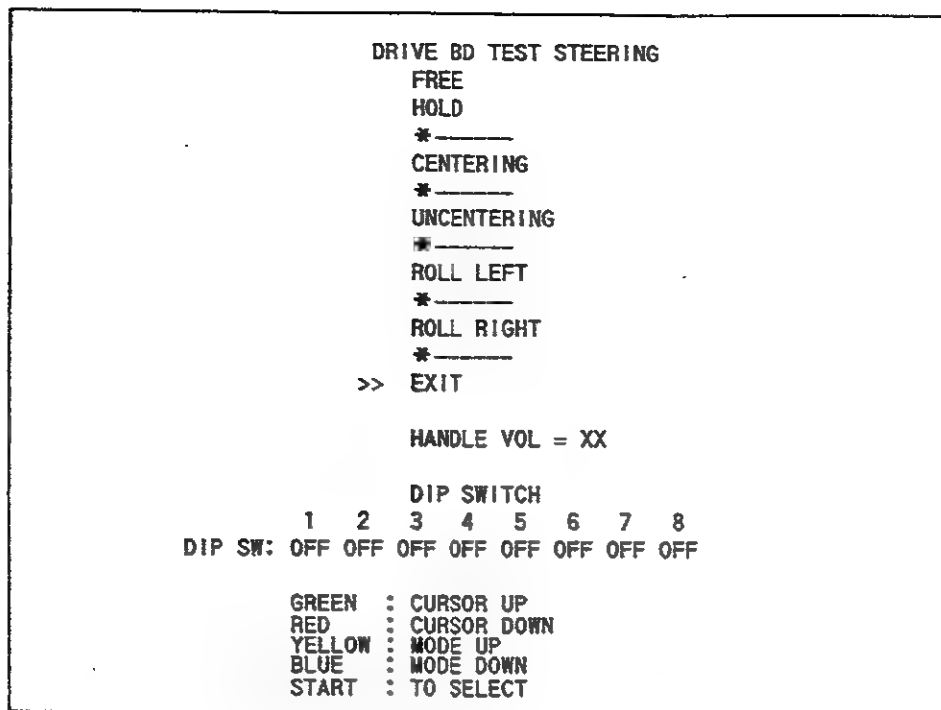 DRIVE BD TEST STEERING
FREE
HOLD
*------
CENTERING
*------
UNCENTERING
*------
ROLL LEFT
*------
ROLL RIGHT
*------
>> EXIT
HANDLE VOL = XX
DIP SWITCH
1 2 3 4 5 6 7 8
DIP SW: OFF OFF OFF OFF OFF OFF OFF OFF
GREEN : CURSOR UP
RED : CURSOR DOWN
YELLOW : MODE UP
BLUE : MODE DOWN
START : TO SELECT